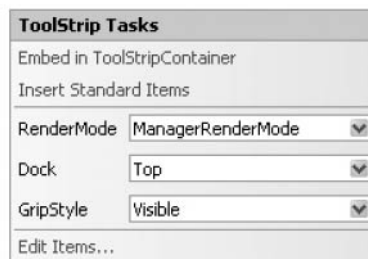 ToolStrip Tasks
Embed in ToolStripContainer
Insert Standard Items
RenderMode ManagerRenderMode
Dock Top
GripStyle Visible
Edit Items...